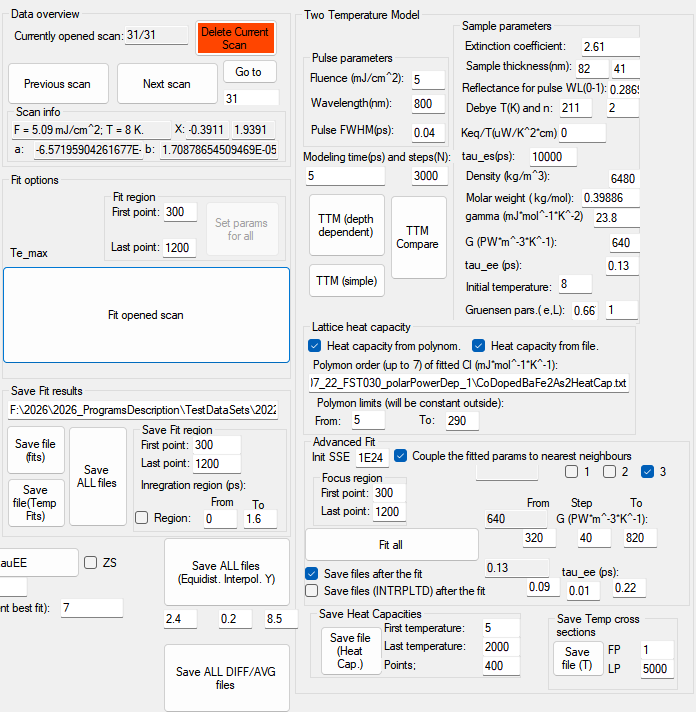 Data overview
Currently opened scan: 31/31
Delete Current Scan
Previous scan
Next scan
Go to
31
Scan info
F = 5.09 mJ/cm^2; T = 8 K. X: -0.3911 1.9391
a: -6.57195904261677E- b: 1.70878654509469E-05
Fit options
Fit region
First point: 300
Last point: 1200
Set params for all
Te_max
Fit opened scan
Save Fit results
F:\2026\2026_ProgramsDescription\TestDataSets\2022
Save file (fits)
Save ALL files
Save file(Temp Fits)
Save Fit region
First point: 300
Last point: 1200
Inregration region (ps):
From To
Region: 0 1.6
auEE
ZS
nt best fit): 7
Save ALL files (Equidist. Interpol. Y)
2.4 0.2 8.5
Save ALL DIFF/AVG files
Two Temperature Model
Pulse parameters
Fluence (mJ/cm^2): 5
Wavelength(nm): 800
Pulse FWHM(ps): 0.04
Modeling time(ps) and steps(N):
5 3000
TTM (depth dependent)
TTM Compare
TTM (simple)
Sample parameters
Extinction coefficient: 2.61
Sample thickness(nm): 82 41
Reflectance for pulse WL(0-1): 0.286
Debye T(K) and n: 211 2
Keq/T(uW/K^2*cm) 0
tau_es(ps): 10000
Density (kg/m^3): 6480
Molar weight (kg/mol): 0.39886
gamma (mJ*mol^-1*K^-2) 23.8
G (PW*m^-3*K^-1): 640
tau_ee (ps): 0.13
Initial temperature: 8
Gruensen pars.( e,L): 0.66 1
Lattice heat capacity
Heat capacity from polynom.
Heat capacity from file.
Polymon order (up to 7) of fitted Cl (mJ*mol^-1*K^-1):
)7_22_FST030_polarPowerDep_1\CoDopedBaFe2As2HeatCap.txt
Polymon limits (will be constant outside):
From: 5 To: 290
Advanced Fit
Init SSE 1E24
Couple the fitted params to nearest neighbours
1 2 3
Focus region
First point: 300
Last point: 1200
From Step To
640 G (PW*m^-3*K^-1):
320 40 820
Fit all
0.13 tau_ee (ps):
0.09 0.01 0.22
Save files after the fit
Save files (INTRPLTD) after the fit
Save Heat Capacities
Save file (Heat Cap.)
First temperature: 5
Last temperature: 2000
Points; 400
Save Temp cross sections
Save file (T)
FP 1
LP 5000